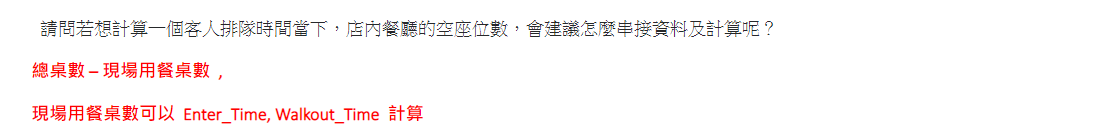 請問若想計算一個客人排隊時間當下，店內餐廳的空座位數，會建議怎麼串接資料及計算呢？
總桌數 – 現場用餐桌數 ,
現場用餐桌數可以 Enter_Time, Walkout_Time 計算